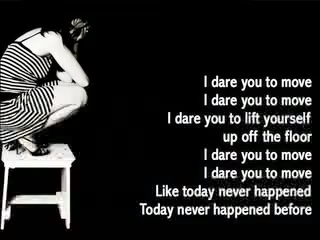 I dare you to move
I dare you to move
I dare you to lift yourself
up off the floor
I dare you to move
I dare you to move
Like today never happened
Today never happened before